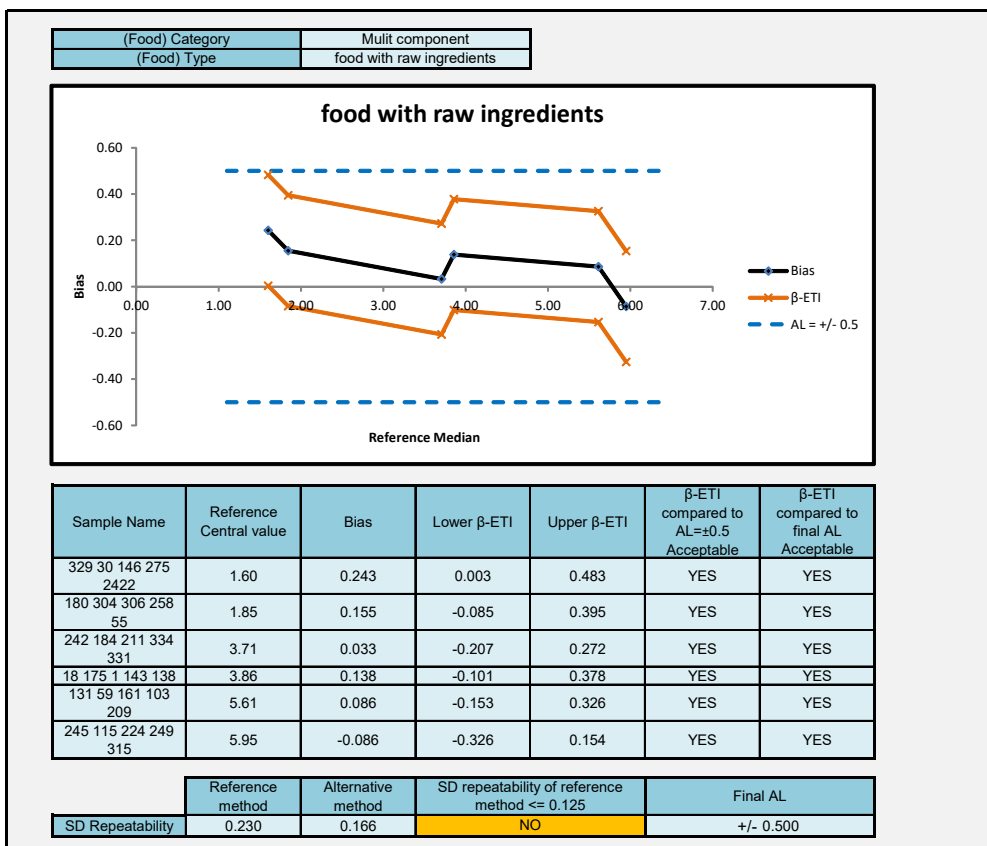 (Food) Category Mulit component
(Food) Type food with raw ingredients
food with raw ingredients
0.60
0.40
0.20
0.00
-0.20
-0.40
-0.60
0.00 1.00 2.00 3.00 4.00 5.00 6.00 7.00
Bias
Reference Median
Bias
β-ETI
AL = +/- 0.5
Sample Name Reference Central value Bias Lower β-ETI Upper β-ETI β-ETI compared to AL=±0.5 Acceptable β-ETI compared to final AL Acceptable
329 30 146 275 2422 1.60 0.243 0.003 0.483 YES YES
180 304 306 258 55 1.85 0.155 -0.085 0.395 YES YES
242 184 211 334 331 3.71 0.033 -0.207 0.272 YES YES
18 175 1 143 138 3.86 0.138 -0.101 0.378 YES YES
131 59 161 103 209 5.61 0.086 -0.153 0.326 YES YES
245 115 224 249 315 5.95 -0.086 -0.326 0.154 YES YES
Reference method Alternative method SD repeatability of reference method <= 0.125 Final AL
SD Repeatability 0.230 0.166 NO +/- 0.500